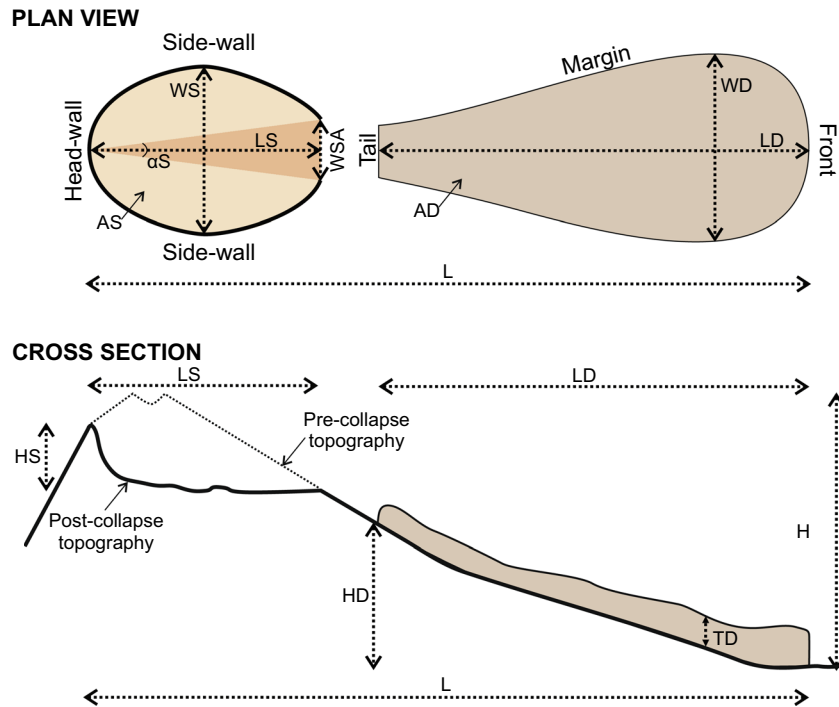 PLAN VIEW
Side-wall
Margin
WS
WD
Head-wall
LS
WSA
Tail
LD
Front
αS
AS
AD
Side-wall
L
CROSS SECTION
LS
LD
Pre-collapse
topography
HS
Post-collapse
topography
H
HD
TD
L